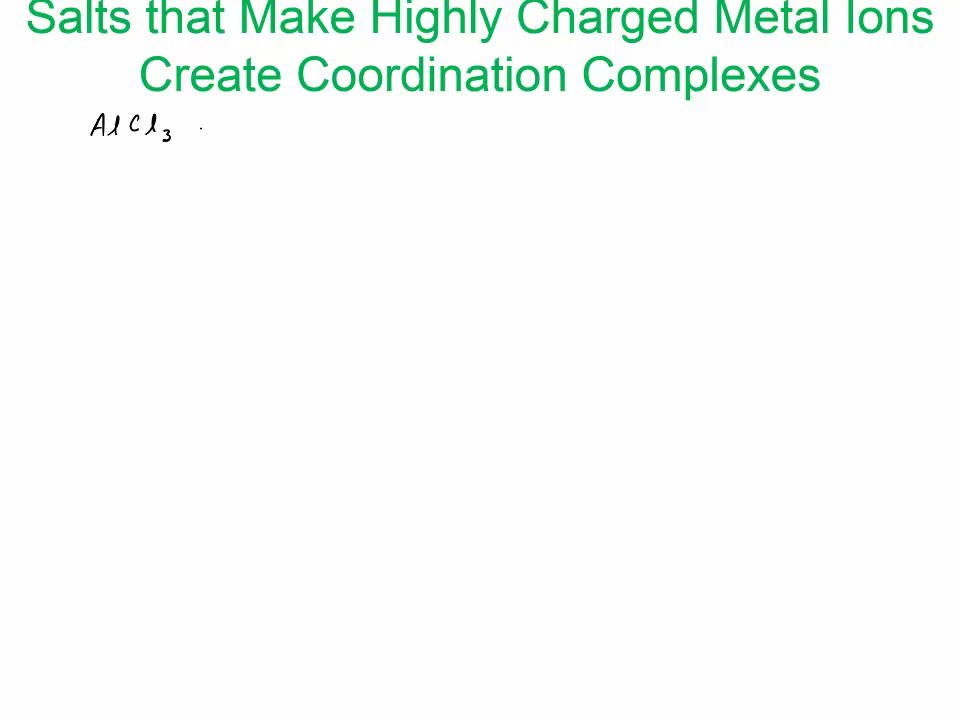 Salts that Make Highly Charged Metal Ions
Create Coordination Complexes
AlCl₃